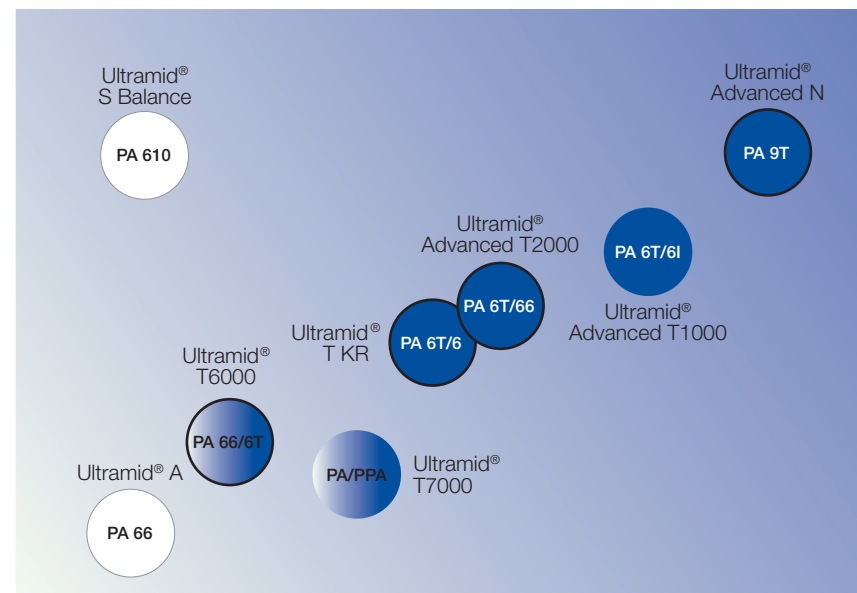 Ultramid®
S Balance
PA 610
Ultramid®
Advanced N
PA 9T
Ultramid®
Advanced T2000
PA 6T/66
PA 6T/6I
Ultramid®
Advanced T1000
Ultramid®
T KR
PA 6T/6
Ultramid®
T6000
PA 66/6T
PA/PPA
Ultramid®
T7000
Ultramid® A
PA 66